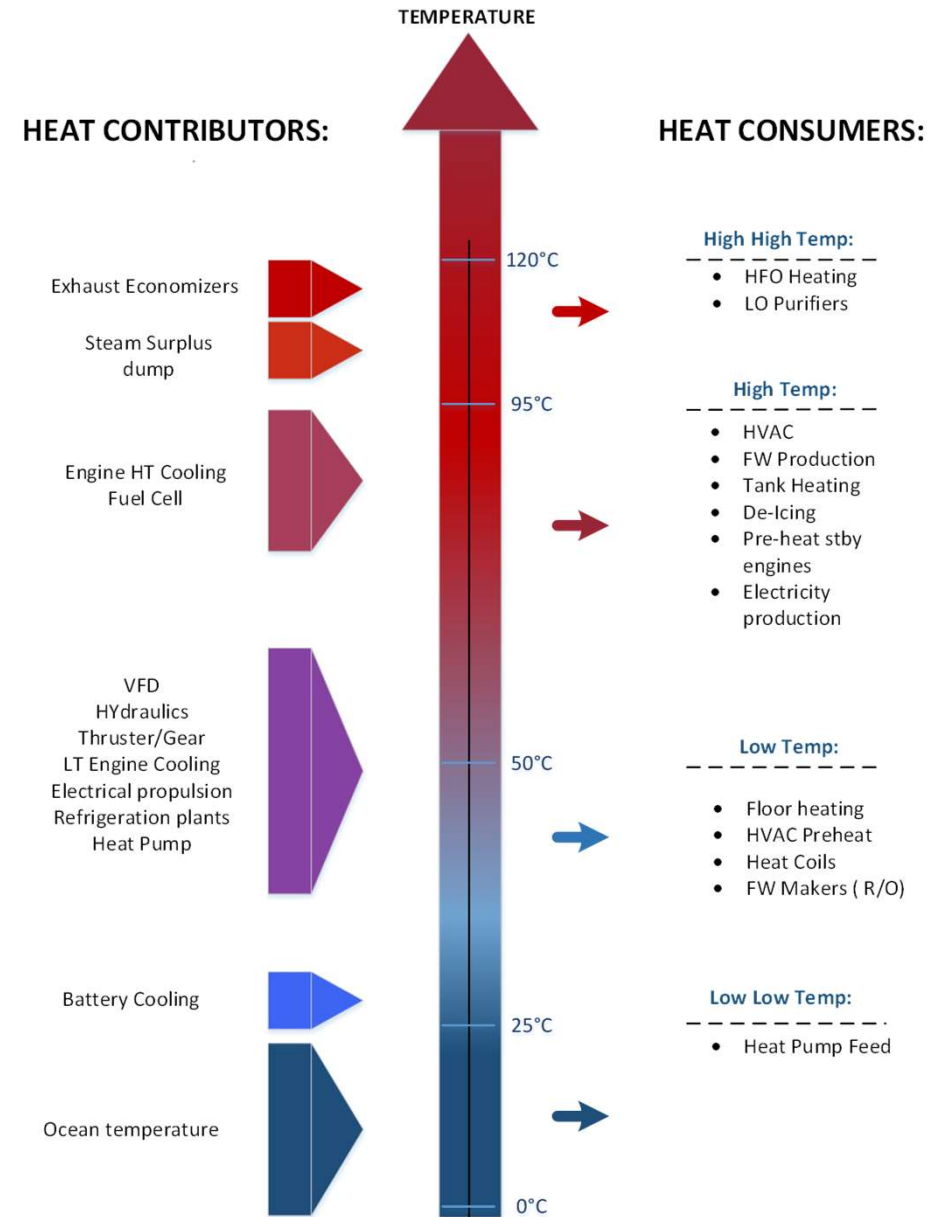 TEMPERATURE
HEAT CONTRIBUTORS:
HEAT CONSUMERS:
Exhaust Economizers
Steam Surplus
dump
Engine HT Cooling
Fuel Cell
VFD
HYdraulics
Thruster/Gear
LT Engine Cooling
Electrical propulsion
Refrigeration plants
Heat Pump
Battery Cooling
Ocean temperature
120°C
95°C
50°C
25°C
0°C
High High Temp:
• HFO Heating
• LO Purifiers
High Temp:
• HVAC
• FW Production
• Tank Heating
• De-Icing
• Pre-heat stby
engines
• Electricity
production
Low Temp:
• Floor heating
• HVAC Preheat
• Heat Coils
• FW Makers ( R/O)
Low Low Temp:
• Heat Pump Feed